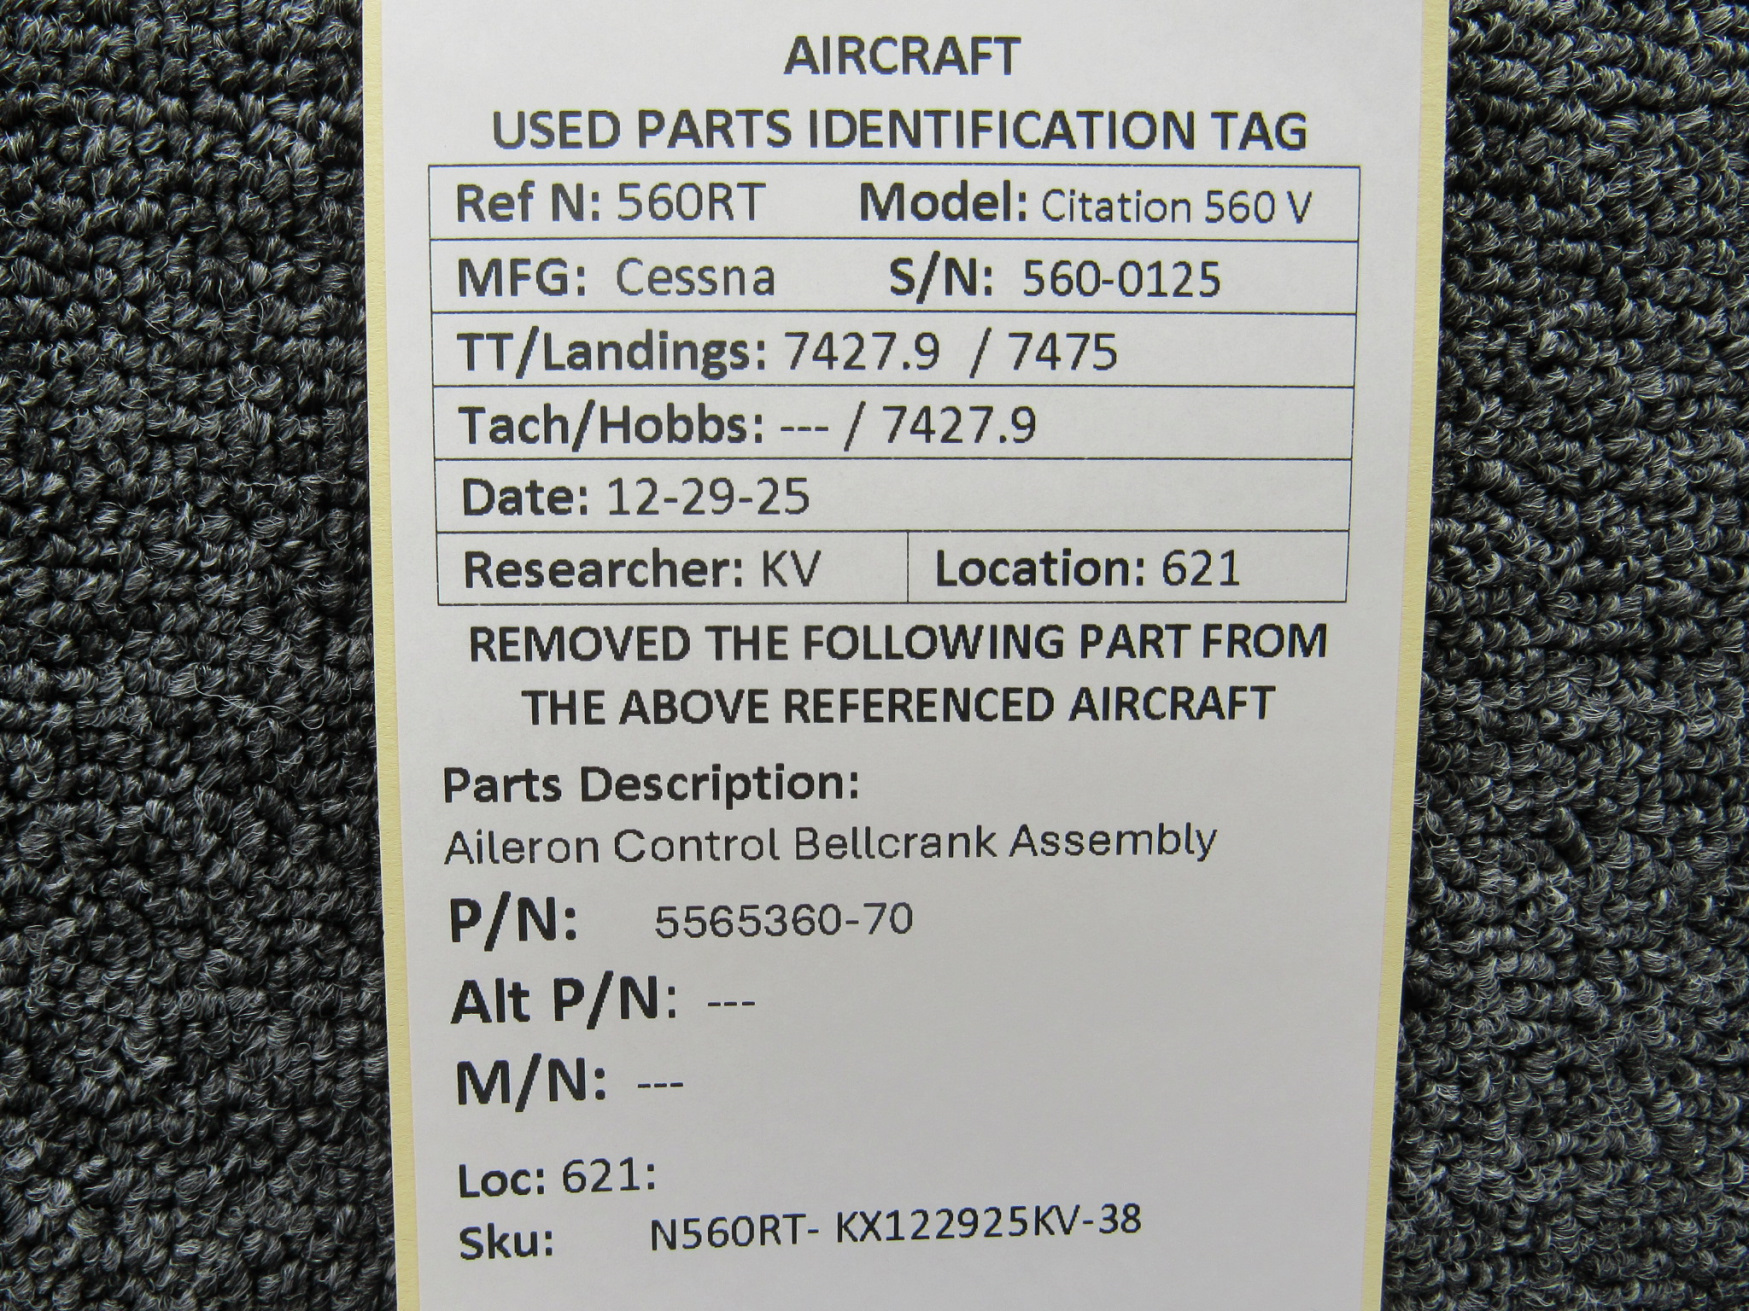 AIRCRAFT
USED PARTS IDENTIFICATION TAG
Ref N: 560RT Model: Citation 560 V
MFG: Cessna S/N: 560-0125
TT/Landings: 7427.9 / 7475
Tach/Hobbs: --- / 7427.9
Date: 12-29-25
Researcher: KV Location: 621
REMOVED THE FOLLOWING PART FROM
THE ABOVE REFERENCED AIRCRAFT
Parts Description:
Aileron Control Bellcrank Assembly
P/N: 5565360-70
Alt P/N: ---
M/N: ---
Loc: 621:
Sku: N560RT- KX122925KV-38